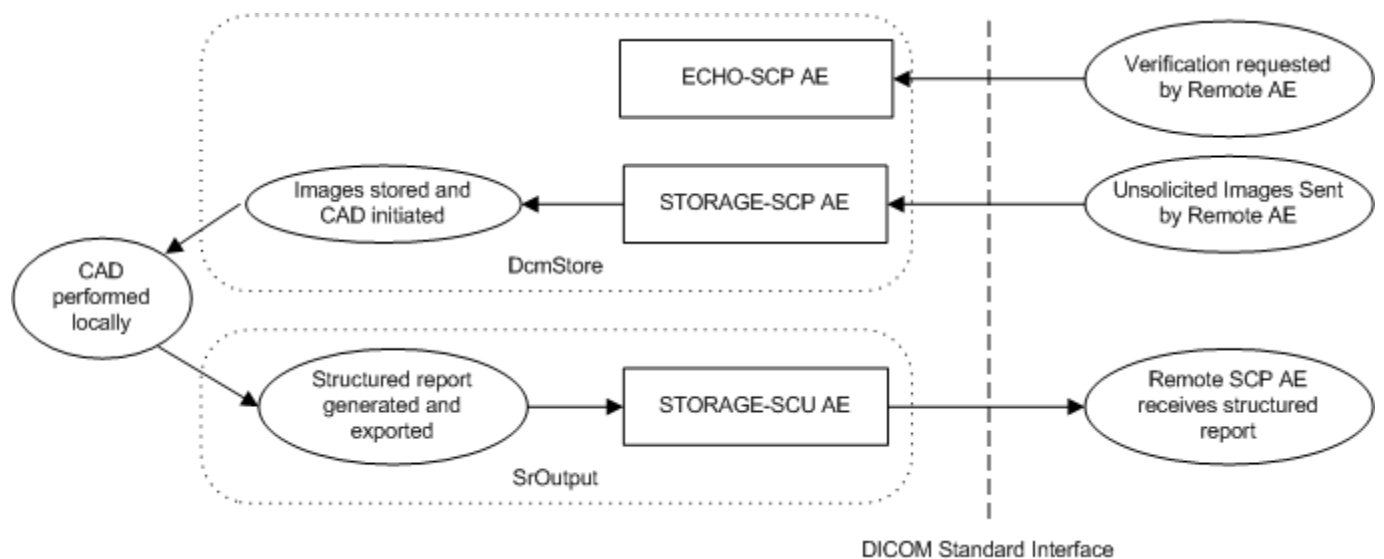 ECHO-SCP AE
Verification requested
by Remote AE
Images stored and
CAD initiated
STORAGE-SCP AE
Unsolicited Images Sent
by Remote AE
DcmStore
CAD
performed
locally
Structured report
generated and
exported
STORAGE-SCU AE
Remote SCP AE
receives structured
report
SrOutput
DICOM Standard Interface